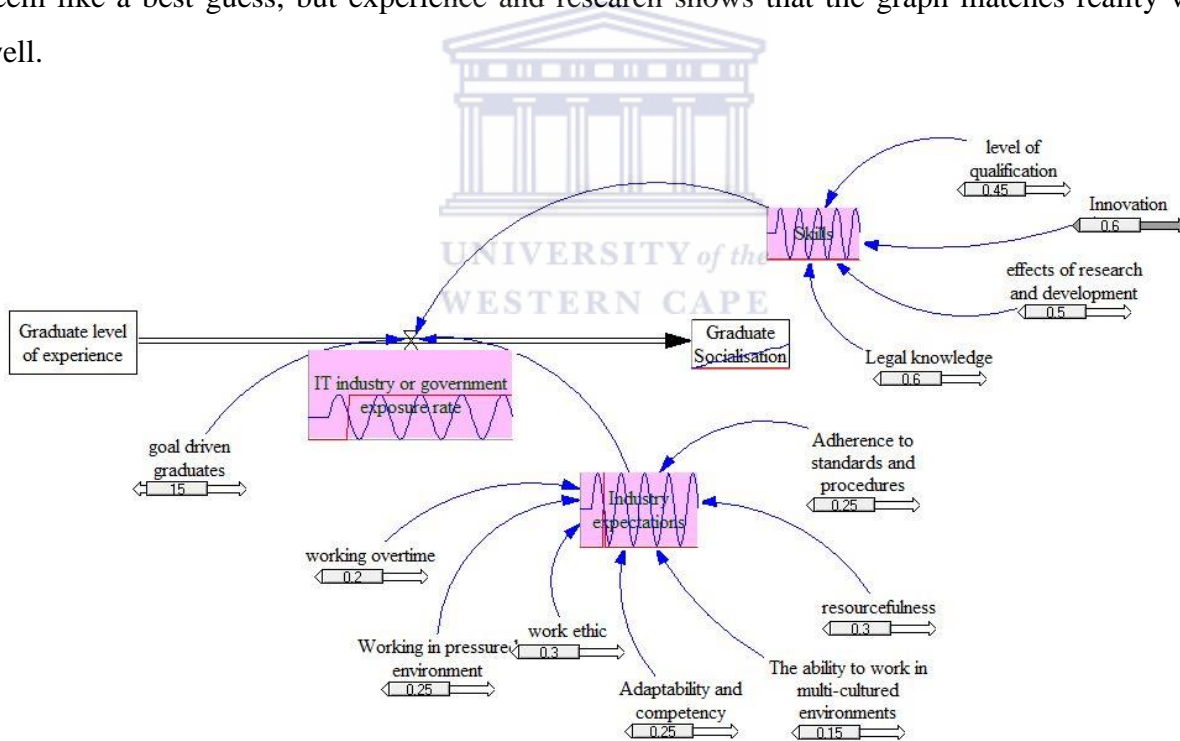 seem like a best guess, but experience and research shows that the graph matches reality
well.
UNIVERSITY of the
WESTERN CAPE
level of
qualification
0.45
Innovation
0.6
Skills
effects of research
and development
0.5
Legal knowledge
0.6
Graduate level
of experience
Graduate
Socialisation
IT industry or government
exposure rate
goal driven
graduates
15
Adherence to
standards and
procedures
0.25
Industry
expectations
working overtime
0.2
resourcefulness
0.3
work ethic
0.3
Working in pressure
environment
0.25
The ability to work in
multi-cultured
environments
0.15
Adaptability and
competency
0.25